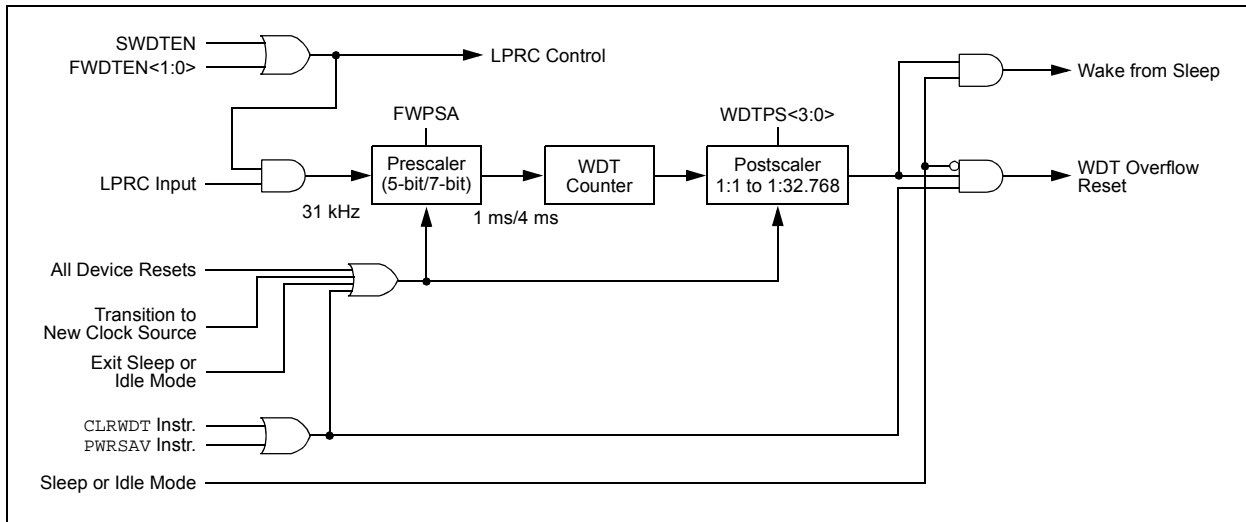 SWDTEN
FWDTEN<1:0>
LPRC Control
Wake from Sleep
FWPSA
WDTPS<3:0>
LPRC Input
Prescaler
(5-bit/7-bit)
WDT
Counter
Postscaler
1:1 to 1:32.768
WDT Overflow
Reset
31 kHz
1 ms/4 ms
All Device Resets
Transition to
New Clock Source
Exit Sleep or
Idle Mode
CLRWDT Instr.
PWRSAV Instr.
Sleep or Idle Mode